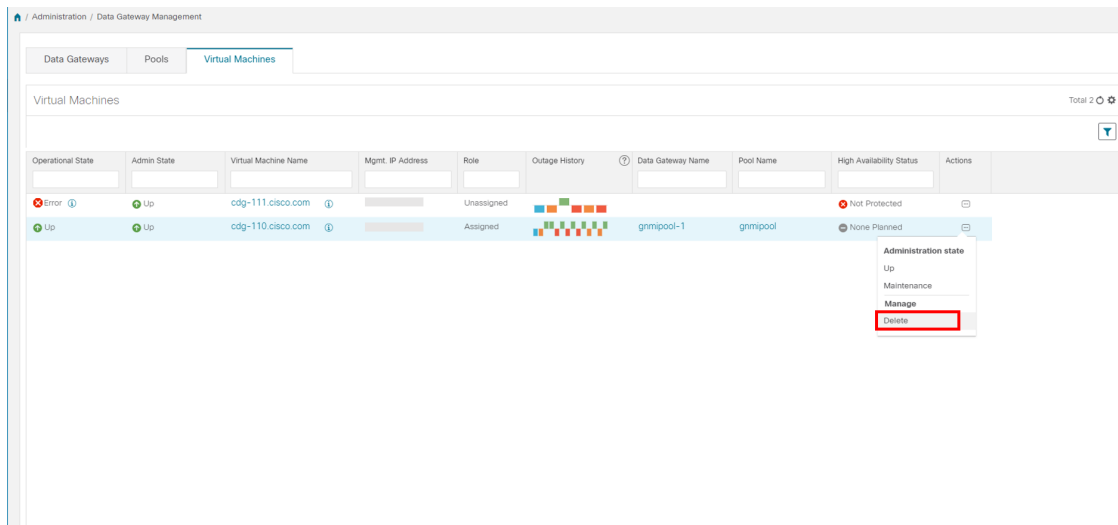 / Administration / Data Gateway Management
Data Gateways Pools Virtual Machines
Virtual Machines Total 2
Operational State Admin State Virtual Machine Name Mgmt. IP Address Role Outage History ? Data Gateway Name Pool Name High Availability Status Actions
Error i Up cdg-111.cisco.com i Unassigned Not Protected
Up Up cdg-110.cisco.com i Assigned gnmipool-1 gnmipool None Planned
Administration state
Up
Maintenance
Manage
Delete